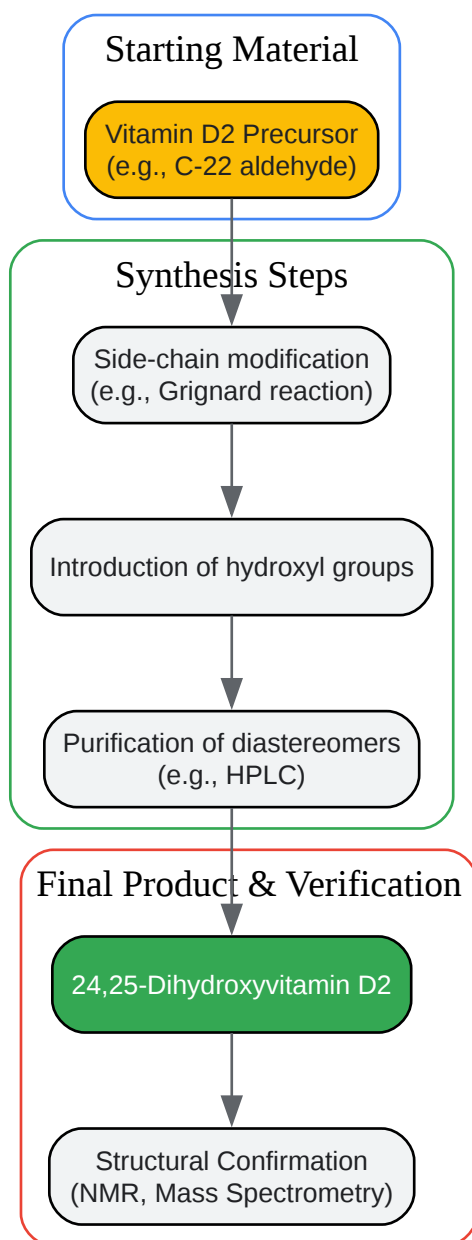 Starting Material
Vitamin D2 Precursor
(e.g., C-22 aldehyde)
Synthesis Steps
Side-chain modification
(e.g., Grignard reaction)
Introduction of hydroxyl groups
Purification of diastereomers
(e.g., HPLC)
Final Product & Verification
24,25-Dihydroxyvitamin D2
Structural Confirmation
(NMR, Mass Spectrometry)